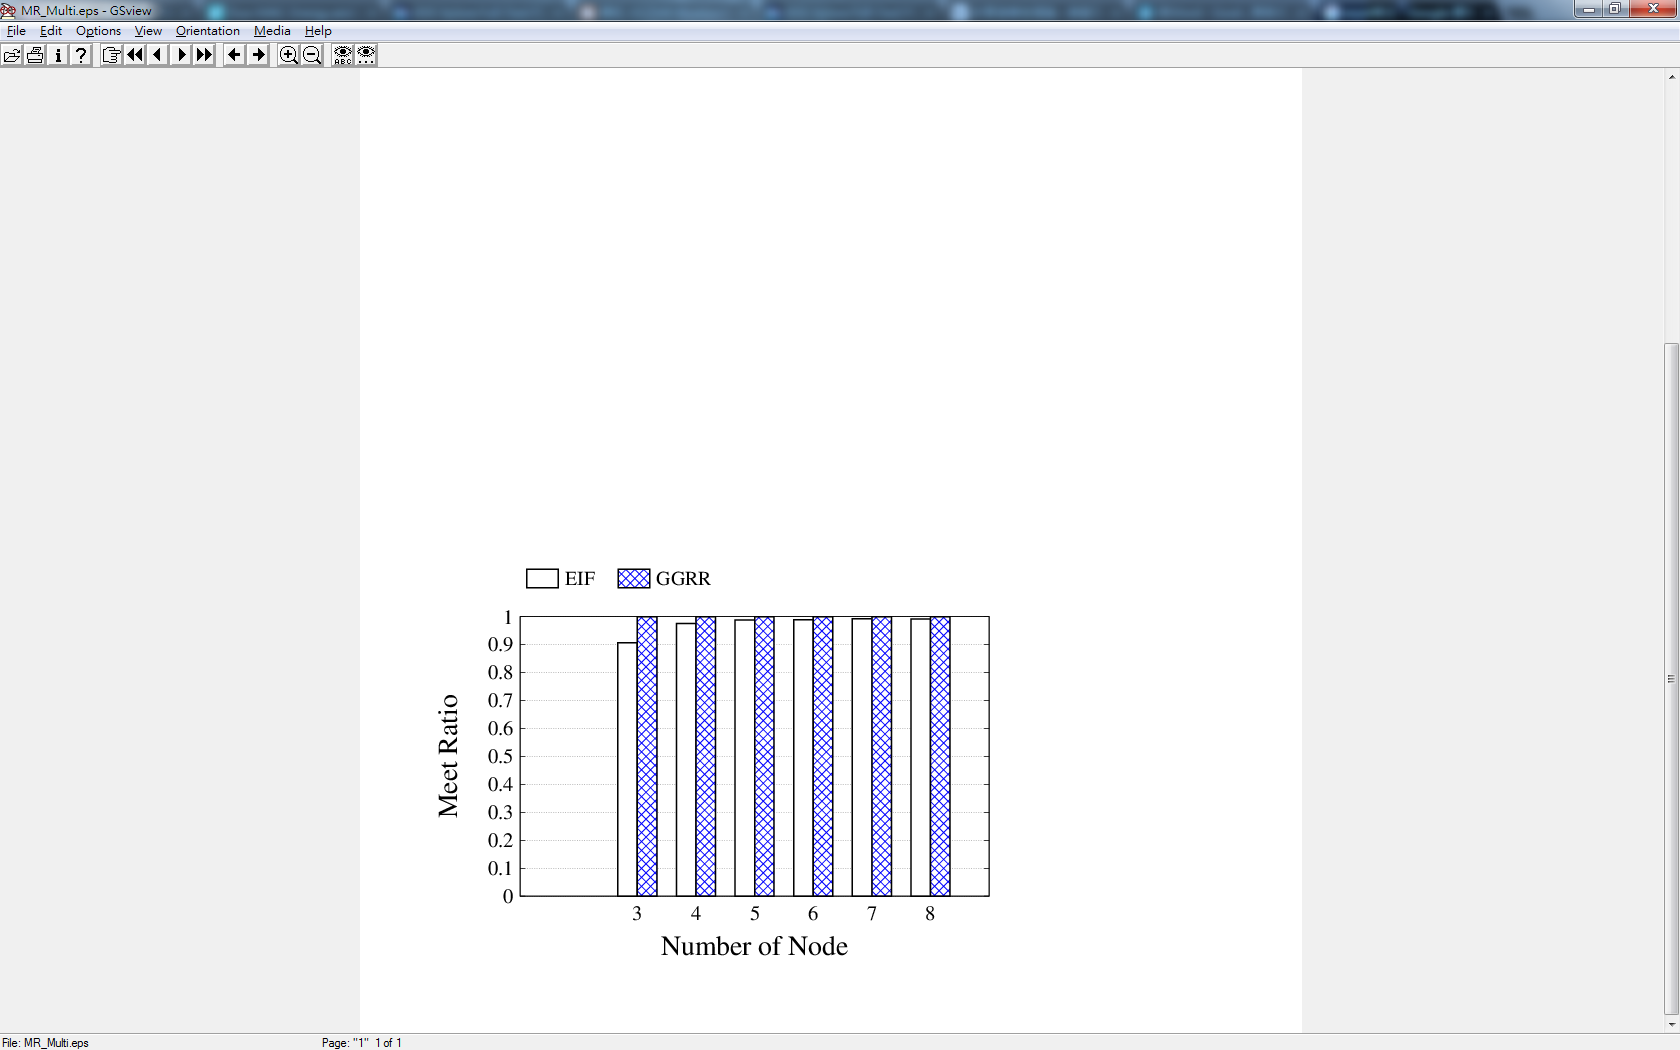 MR_Multi.eps - GSview
File Edit Options View Orientation Media Help
EIF GGRR
1
0.9
0.8
0.7
0.6
0.5
0.4
0.3
0.2
0.1
0
Meet Ratio
3 4 5 6 7 8
Number of Node
File: MR_Multi.eps Page: "1" 1 of 1